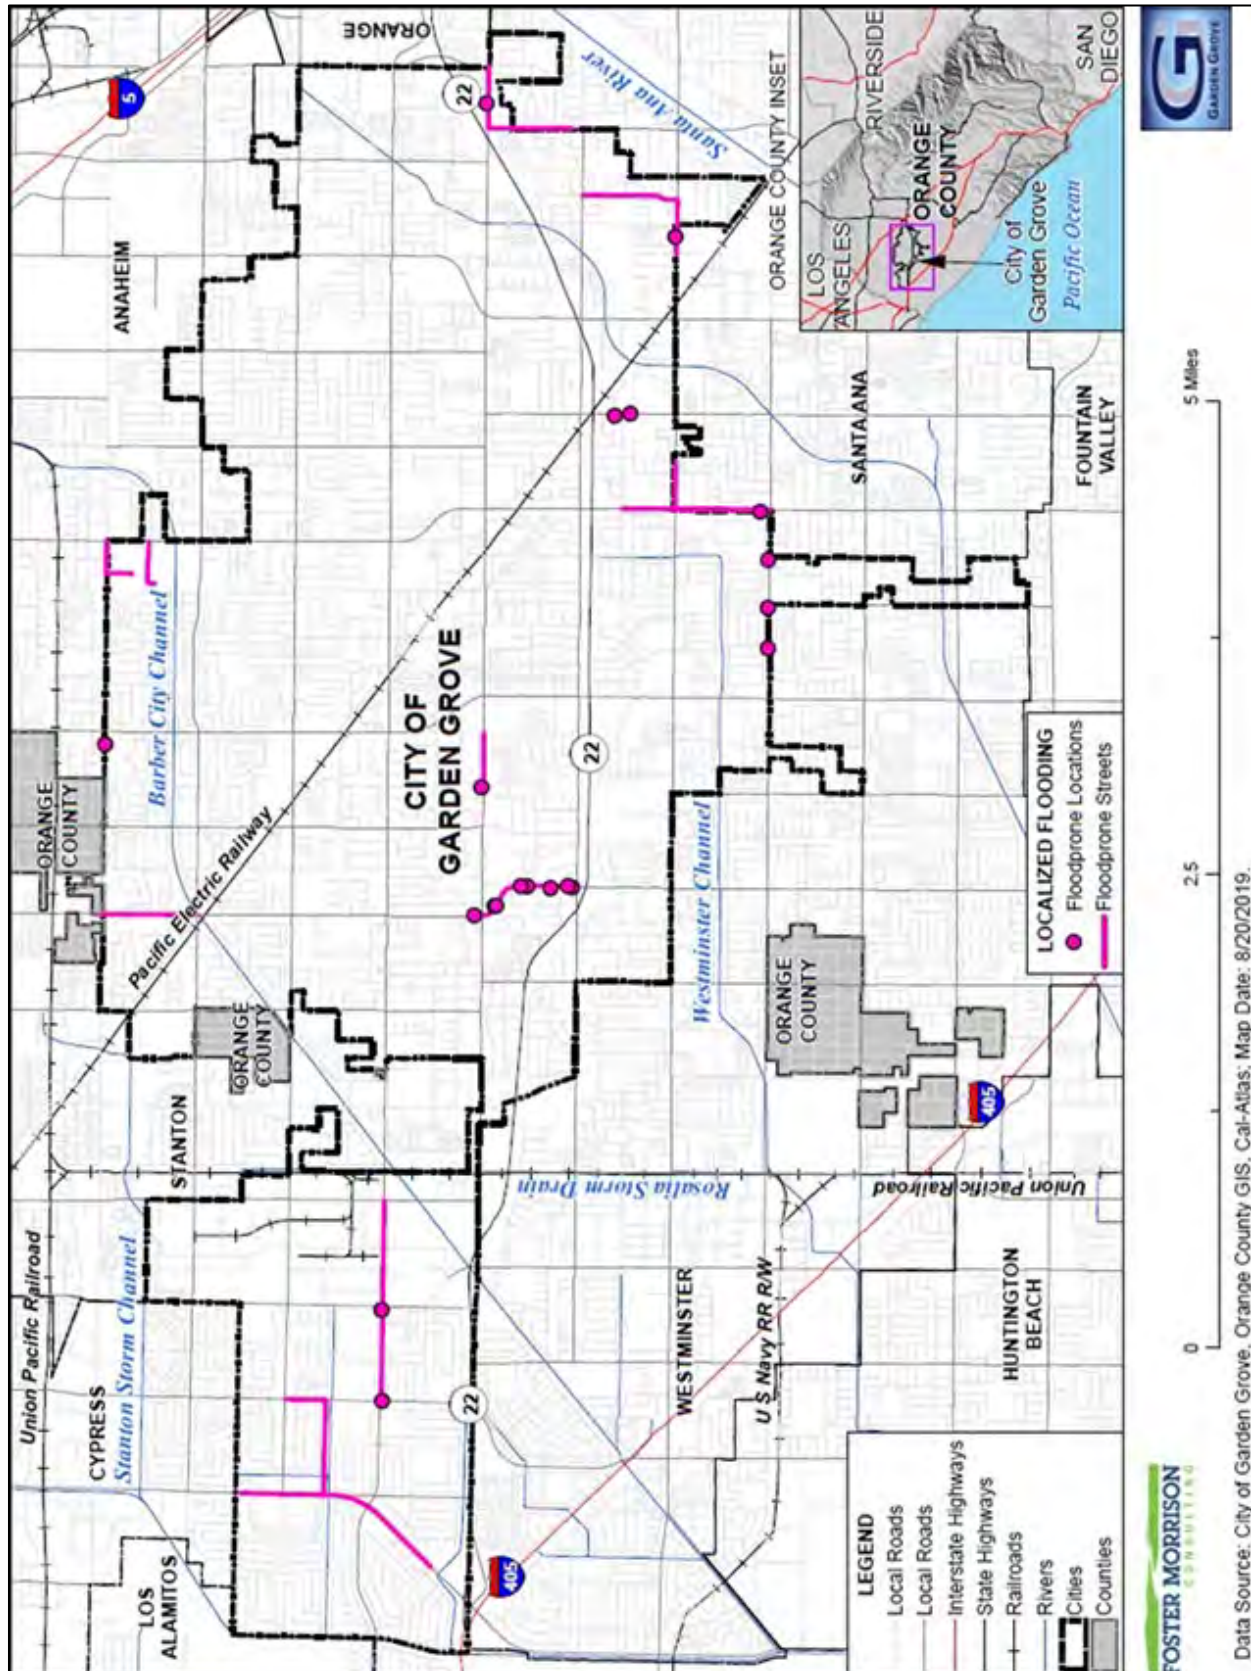 LOS
ALAMITOS
CYPRESS
Union Pacific Railroad
Stanton Storm Channel
STANTON
ORANGE
COUNTY
Pacific Electric Railway
ORANGE
COUNTY
Barber City Channel
ANAHEIM
5
ORANGE
22
Santa Ana River
CITY OF
GARDEN GROVE
22
22
405
Rosalia Storm Drain
Westminster Channel
WESTMINSTER
U S Navy RR R/W
Union Pacific Railroad
405
ORANGE
COUNTY
HUNTINGTON
BEACH
SANTA ANA
FOUNTAIN
VALLEY
LEGEND
Local Roads
Local Roads
Interstate Highways
State Highways
Railroads
Rivers
Cities
Counties
LOCALIZED FLOODING
Floodprone Locations
Floodprone Streets
ORANGE COUNTY INSET
LOS
ANGELES
RIVERSIDE
ORANGE
COUNTY
SAN
DIEGO
City of
Garden Grove
Pacific Ocean
FOSTER MORRISON
CONSULTING
0
2.5
5 Miles
G
GARDEN GROVE
Data Source: City of Garden Grove, Orange County GIS, Cal-Atlas; Map Date: 8/20/2019.